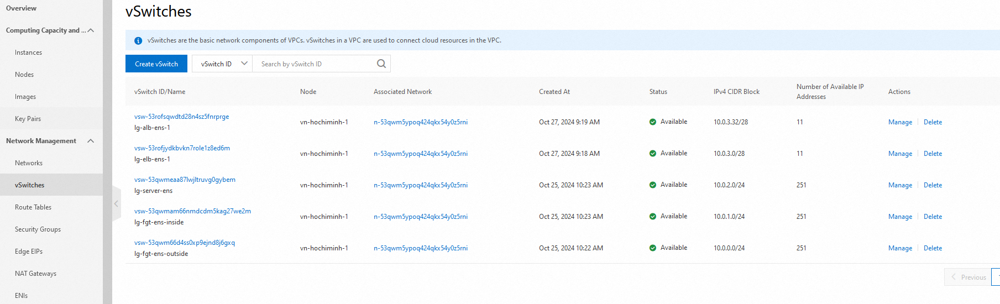 Overview
Computing Capacity and ...
Instances
Nodes
Images
Key Pairs
Network Management
Networks
vSwitches
Route Tables
Security Groups
Edge EIPs
NAT Gateways
ENIs
vSwitches
vSwitches are the basic network components of VPCs. vSwitches in a VPC are used to connect cloud resources in the VPC.
Create vSwitch vSwitch ID Search by vSwitch ID
vSwitch ID/Name Node Associated Network Created At Status IPv4 CIDR Block Number of Available IP Addresses Actions
vsw-53rofsqwdtd28n4sz5fnrprge
lg-alb-ens-1 vn-hochiminh-1 n-53qwm5ypoq424qkx54y0z5rni Oct 27, 2024 9:19 AM Available 10.0.3.32/28 11 Manage Delete
vsw-53rofjydkbvkn7role1z8ed6m
lg-elb-ens-1 vn-hochiminh-1 n-53qwm5ypoq424qkx54y0z5rni Oct 27, 2024 9:18 AM Available 10.0.3.0/28 11 Manage Delete
vsw-53qwmeaa87lwjltruvg0gybem
lg-server-ens vn-hochiminh-1 n-53qwm5ypoq424qkx54y0z5rni Oct 25, 2024 10:23 AM Available 10.0.2.0/24 251 Manage Delete
vsw-53qwmam66nmdcdm5kag27we2m
lg-fgt-ens-inside vn-hochiminh-1 n-53qwm5ypoq424qkx54y0z5rni Oct 25, 2024 10:23 AM Available 10.0.1.0/24 251 Manage Delete
vsw-53qwm66d4ss0xp9ejnd8j6gxq
lg-fgt-ens-outside vn-hochiminh-1 n-53qwm5ypoq424qkx54y0z5rni Oct 25, 2024 10:22 AM Available 10.0.0.0/24 251 Manage Delete
Previous